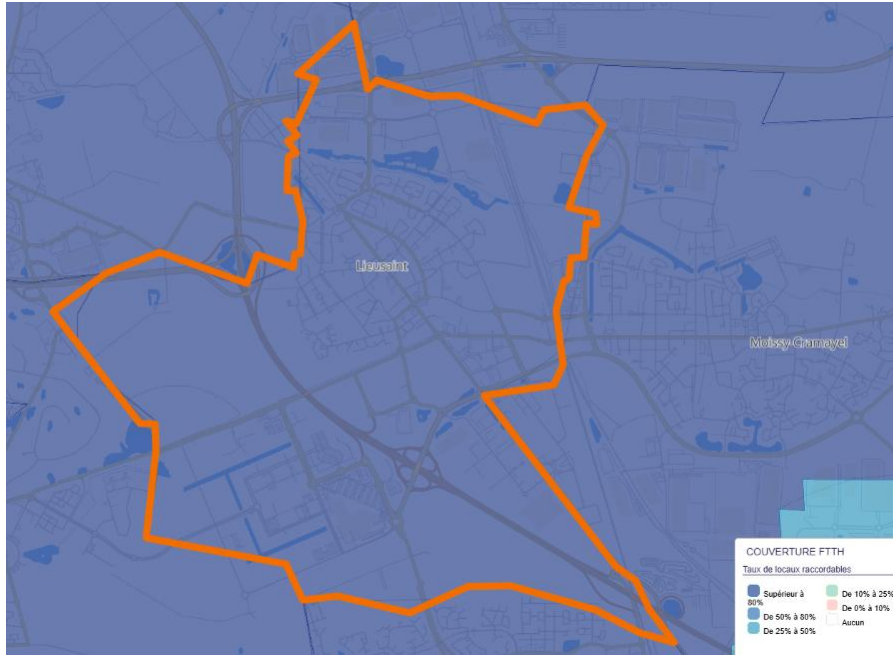 Lieusaint
Moissy-Cramayel
COUVERTURE FTTH
Taux de locaux raccordables
Supérieur à
80%
De 50% à 80%
De 25% à 50%
De 10% à 25%
De 0% à 10%
Aucun